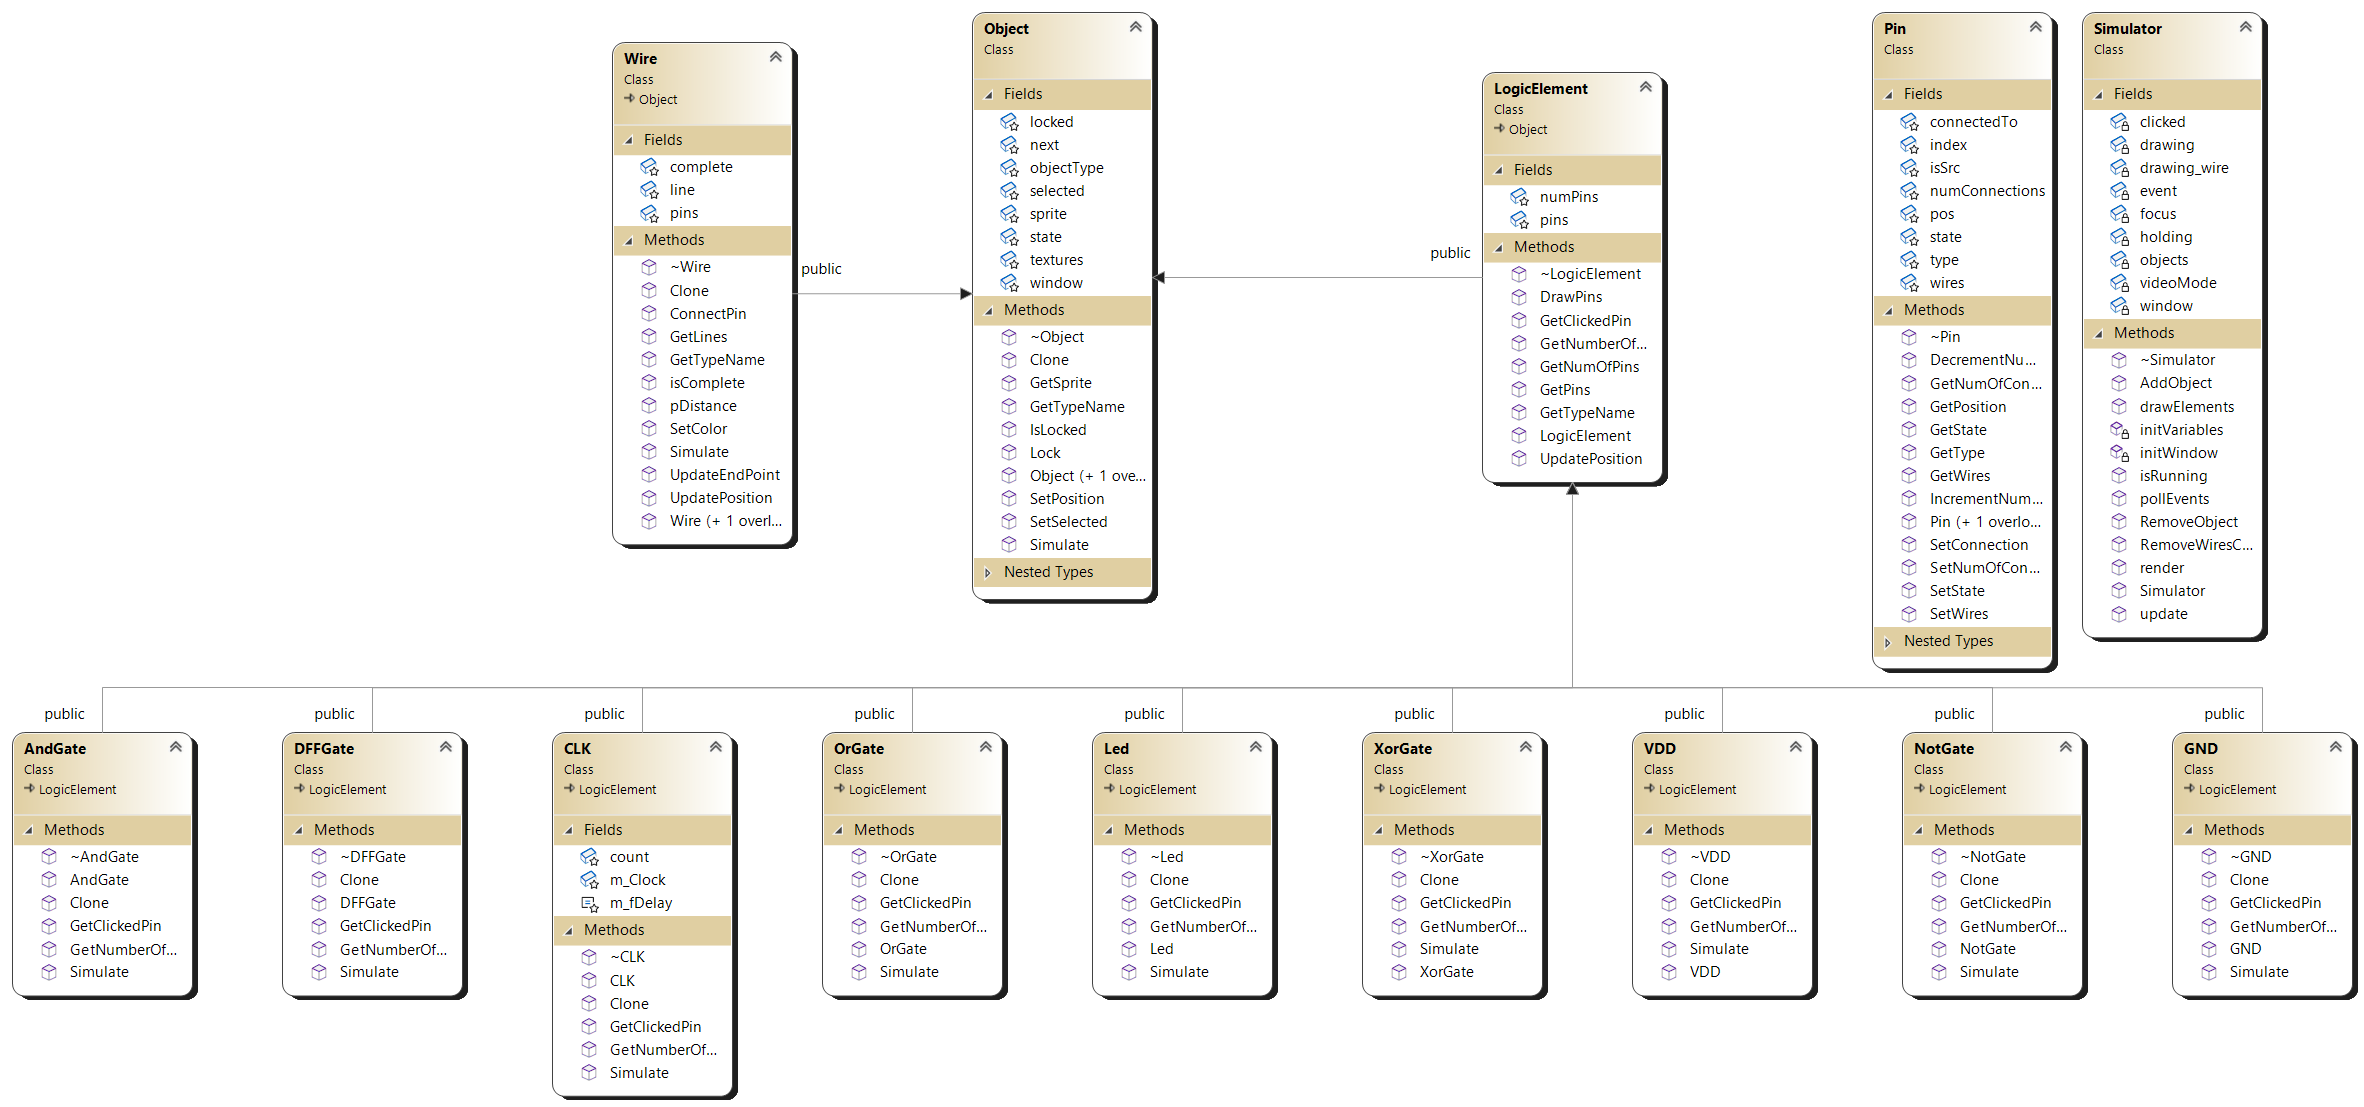 Wire
Class
Object
Fields
complete
line
pins
Methods
~Wire
Clone
ConnectPin
GetLines
GetTypeName
isComplete
pDistance
SetColor
Simulate
UpdateEndPoint
UpdatePosition
Wire (+ 1 overl...
public
Object
Class
Fields
locked
next
objectType
selected
sprite
state
textures
window
Methods
~Object
Clone
GetSprite
GetTypeName
IsLocked
Lock
Object (+ 1 ove...
SetPosition
SetSelected
Simulate
Nested Types
public
LogicElement
Class
Object
Fields
numPins
pins
Methods
~LogicElement
DrawPins
GetClickedPin
GetNumberOf...
GetNumOfPins
GetPins
GetTypeName
LogicElement
UpdatePosition
Pin
Class
Fields
connectedTo
index
isSrc
numConnections
pos
state
type
wires
Methods
~Pin
DecrementNu...
GetNumOfCon...
GetPosition
GetState
GetType
GetWires
IncrementNum...
Pin (+ 1 overlo...
SetConnection
SetNumOfCon...
SetState
SetWires
Nested Types
Simulator
Class
Fields
clicked
drawing
drawing_wire
event
focus
holding
objects
videoMode
window
Methods
~Simulator
AddObject
drawElements
initVariables
initWindow
isRunning
pollEvents
RemoveObject
RemoveWiresC...
render
Simulator
update
public
AndGate
Class
LogicElement
Methods
~AndGate
AndGate
Clone
GetClickedPin
GetNumberOf...
Simulate
public
DFFGate
Class
LogicElement
Methods
~DFFGate
Clone
DFFGate
GetClickedPin
GetNumberOf...
Simulate
public
CLK
Class
LogicElement
Fields
count
m_Clock
m_fDelay
Methods
~CLK
CLK
Clone
GetClickedPin
GetNumberOf...
Simulate
public
OrGate
Class
LogicElement
Methods
~OrGate
Clone
GetClickedPin
GetNumberOf...
OrGate
Simulate
public
Led
Class
LogicElement
Methods
~Led
Clone
GetClickedPin
GetNumberOf...
Led
Simulate
public
XorGate
Class
LogicElement
Methods
~XorGate
Clone
GetClickedPin
GetNumberOf...
Simulate
XorGate
public
VDD
Class
LogicElement
Methods
~VDD
Clone
GetClickedPin
GetNumberOf...
Simulate
VDD
public
NotGate
Class
LogicElement
Methods
~NotGate
Clone
GetClickedPin
GetNumberOf...
NotGate
Simulate
public
GND
Class
LogicElement
Methods
~GND
Clone
GetClickedPin
GetNumberOf...
GND
Simulate